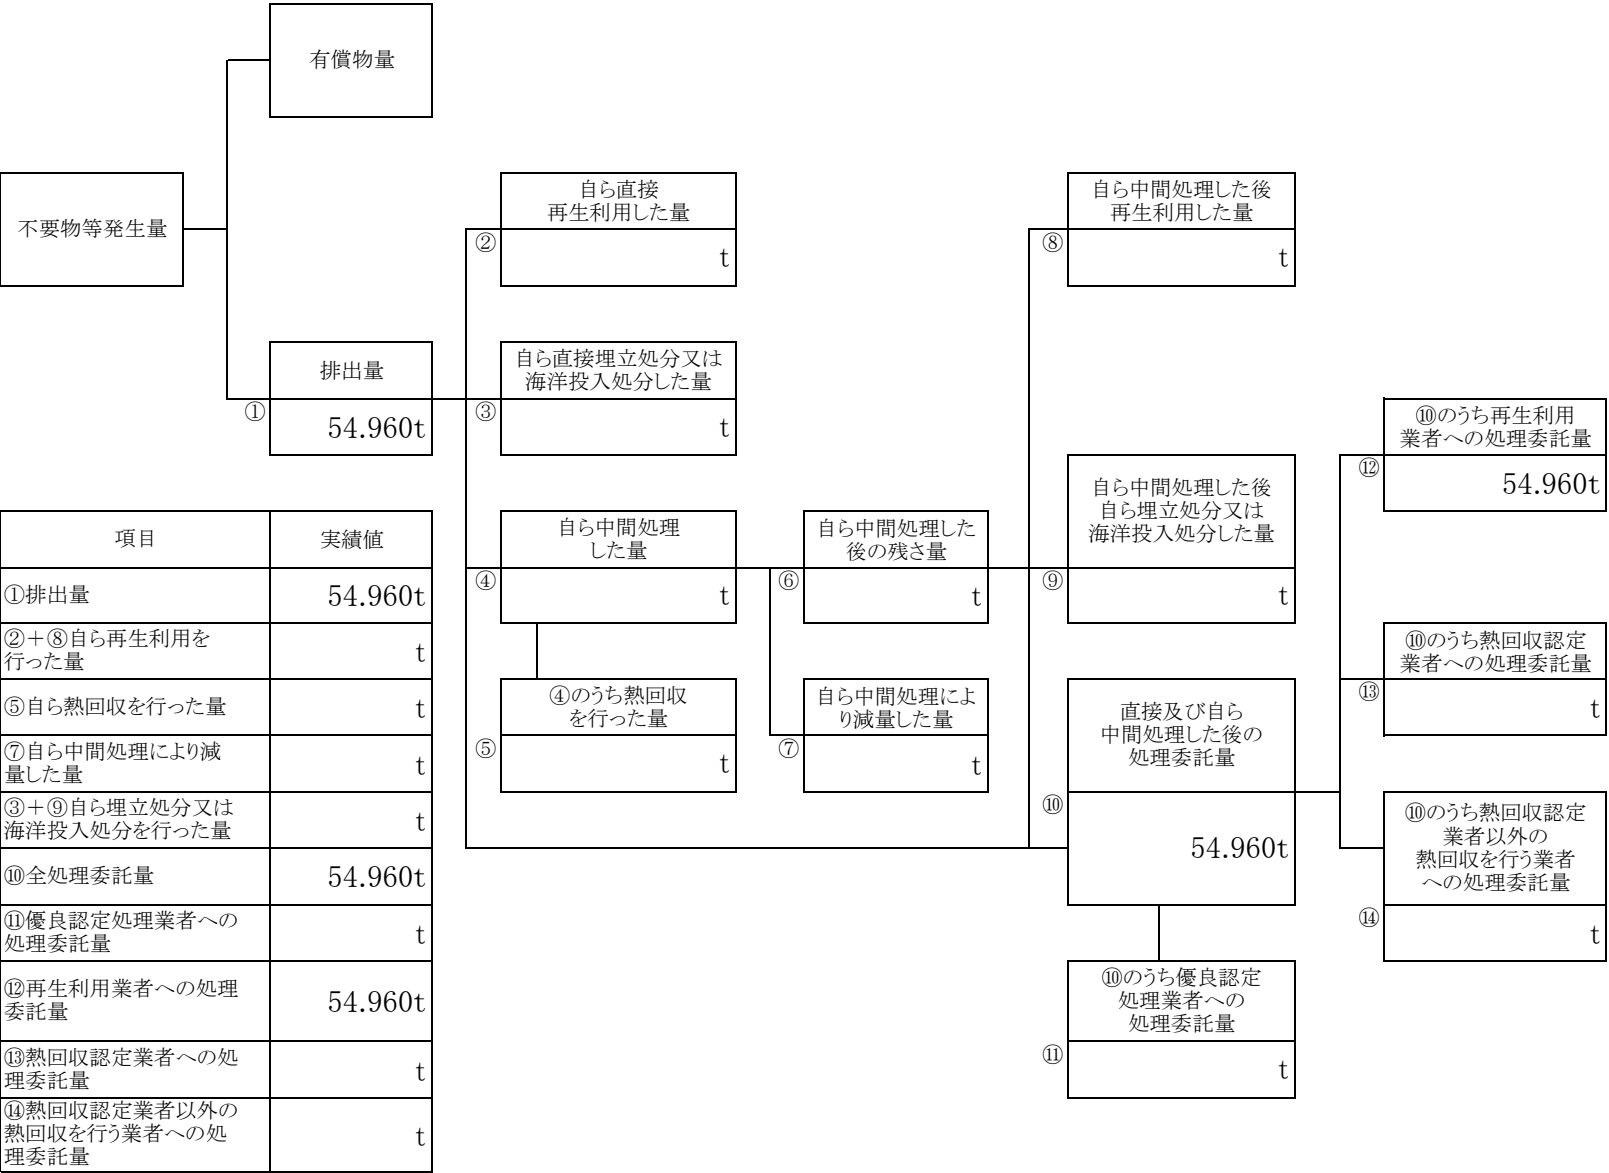 有償物量
不要物等発生量
自ら直接
再生利用した量
②
t
自ら中間処理した後
再生利用した量
⑧
t
排出量
①
54.960t
自ら直接埋立処分又は
海洋投入処分した量
③
t
⑩のうち再生利用
業者への処理委託量
⑫
54.960t
自ら中間処理
した量
④
t
自ら中間処理した
後の残さ量
⑥
t
自ら中間処理した後
自ら埋立処分又は
海洋投入処分した量
⑨
t
⑩のうち熱回収認定
業者への処理委託量
⑬
t
④のうち熱回収
を行った量
⑤
t
自ら中間処理によ
り減量した量
⑦
t
直接及び自ら
中間処理した後の
処理委託量
⑩
54.960t
⑩のうち熱回収認定
業者以外の
熱回収を行う業者
への処理委託量
⑭
t
⑩のうち優良認定
処理業者への
処理委託量
⑪
t
項目 実績値
①排出量 54.960t
②+⑧自ら再生利用を
行った量
t
⑤自ら熱回収を行った量 t
⑦自ら中間処理により減
量した量
t
③+⑨自ら埋立処分又は
海洋投入処分を行った量
t
⑩全処理委託量 54.960t
⑪優良認定処理業者への
処理委託量
t
⑫再生利用業者への処理
委託量
54.960t
⑬熱回収認定業者への処
理委託量
t
⑭熱回収認定業者以外の
熱回収を行う業者への処
理委託量
t